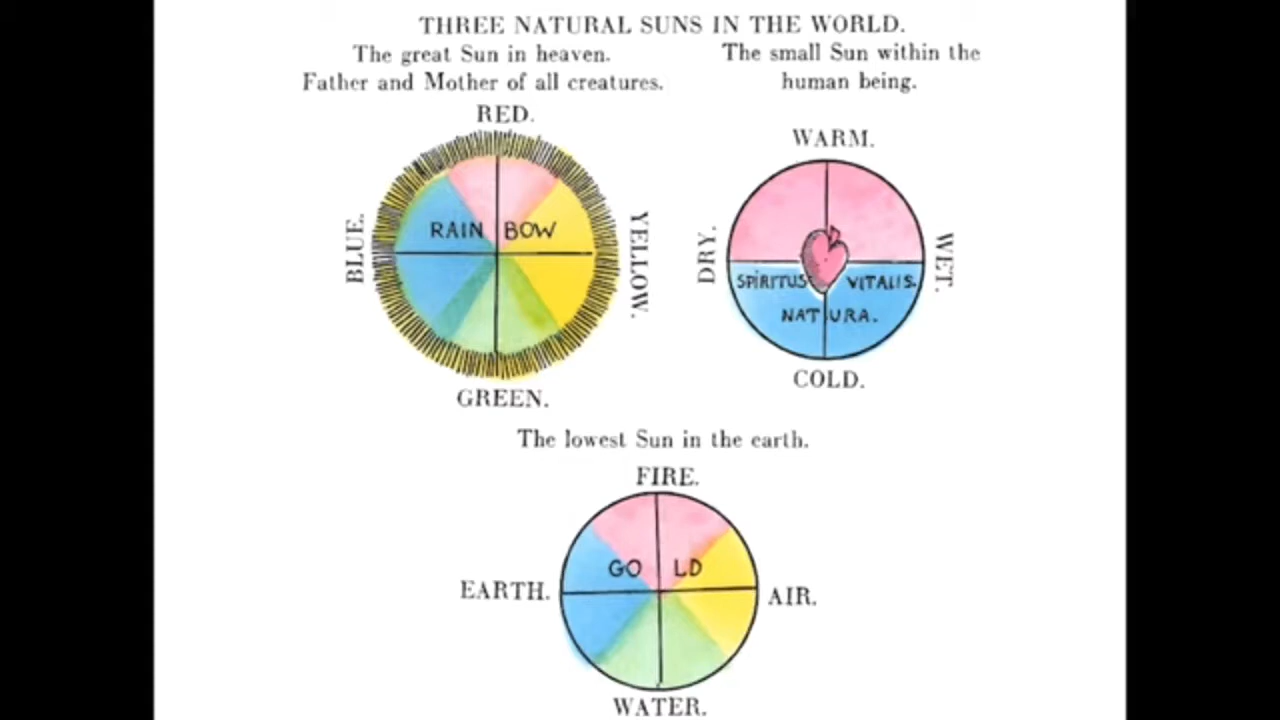 THREE NATURAL SUNS IN THE WORLD.
The great Sun in heaven.
Father and Mother of all creatures.
RED.
BLUE.
RAIN BOW
YELLOW.
GREEN.
The small Sun within the
human being.
WARM.
DRY.
WET.
SPIRITUS VITALIS.
NATURA.
COLD.
The lowest Sun in the earth.
FIRE.
GO LD
EARTH.
AIR.
WATER.